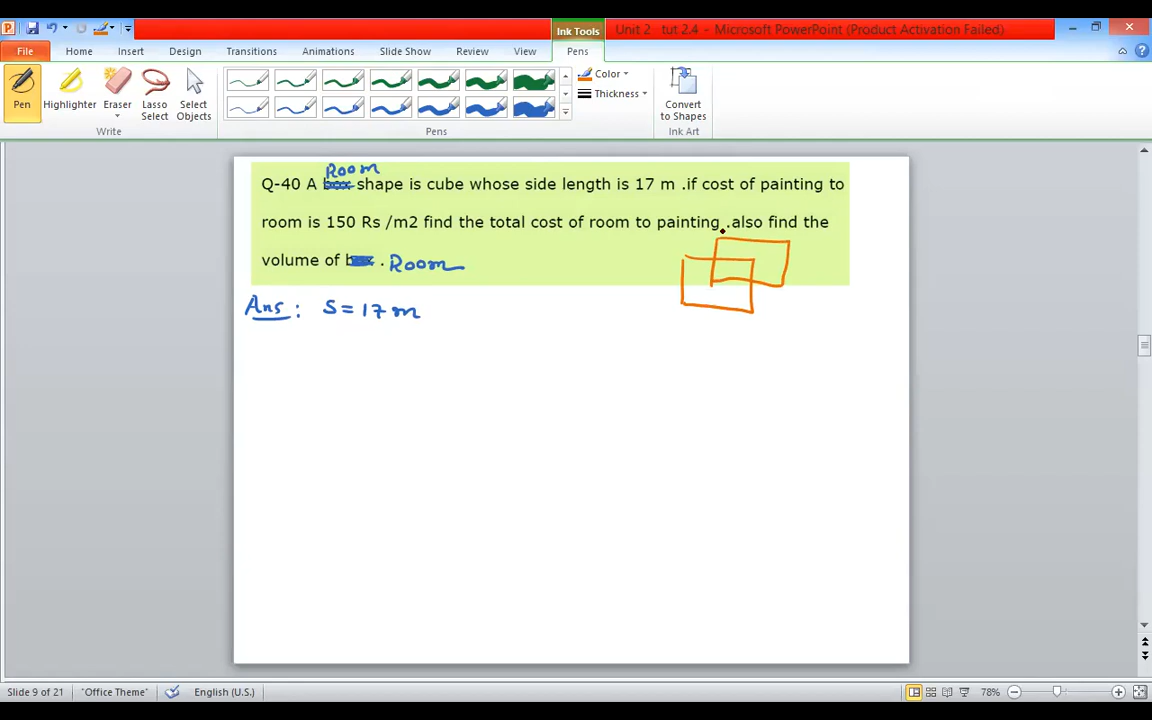 Ink Tools
Unit 2 tut 2.4 - Microsoft PowerPoint (Product Activation Failed)
File Home Insert Design Transitions Animations Slide Show Review View Pens
Pen Highlighter Eraser Lasso Select Select Objects
Color
Thickness
Convert to Shapes
Write Pens Ink Art
Room
Q-40 A shape is cube whose side length is 17 m .if cost of painting to
room is 150 Rs /m2 find the total cost of room to painting .also find the
volume of . Room
Ans : S = 17 m
Slide 9 of 21 "Office Theme" English (U.S.) 78%